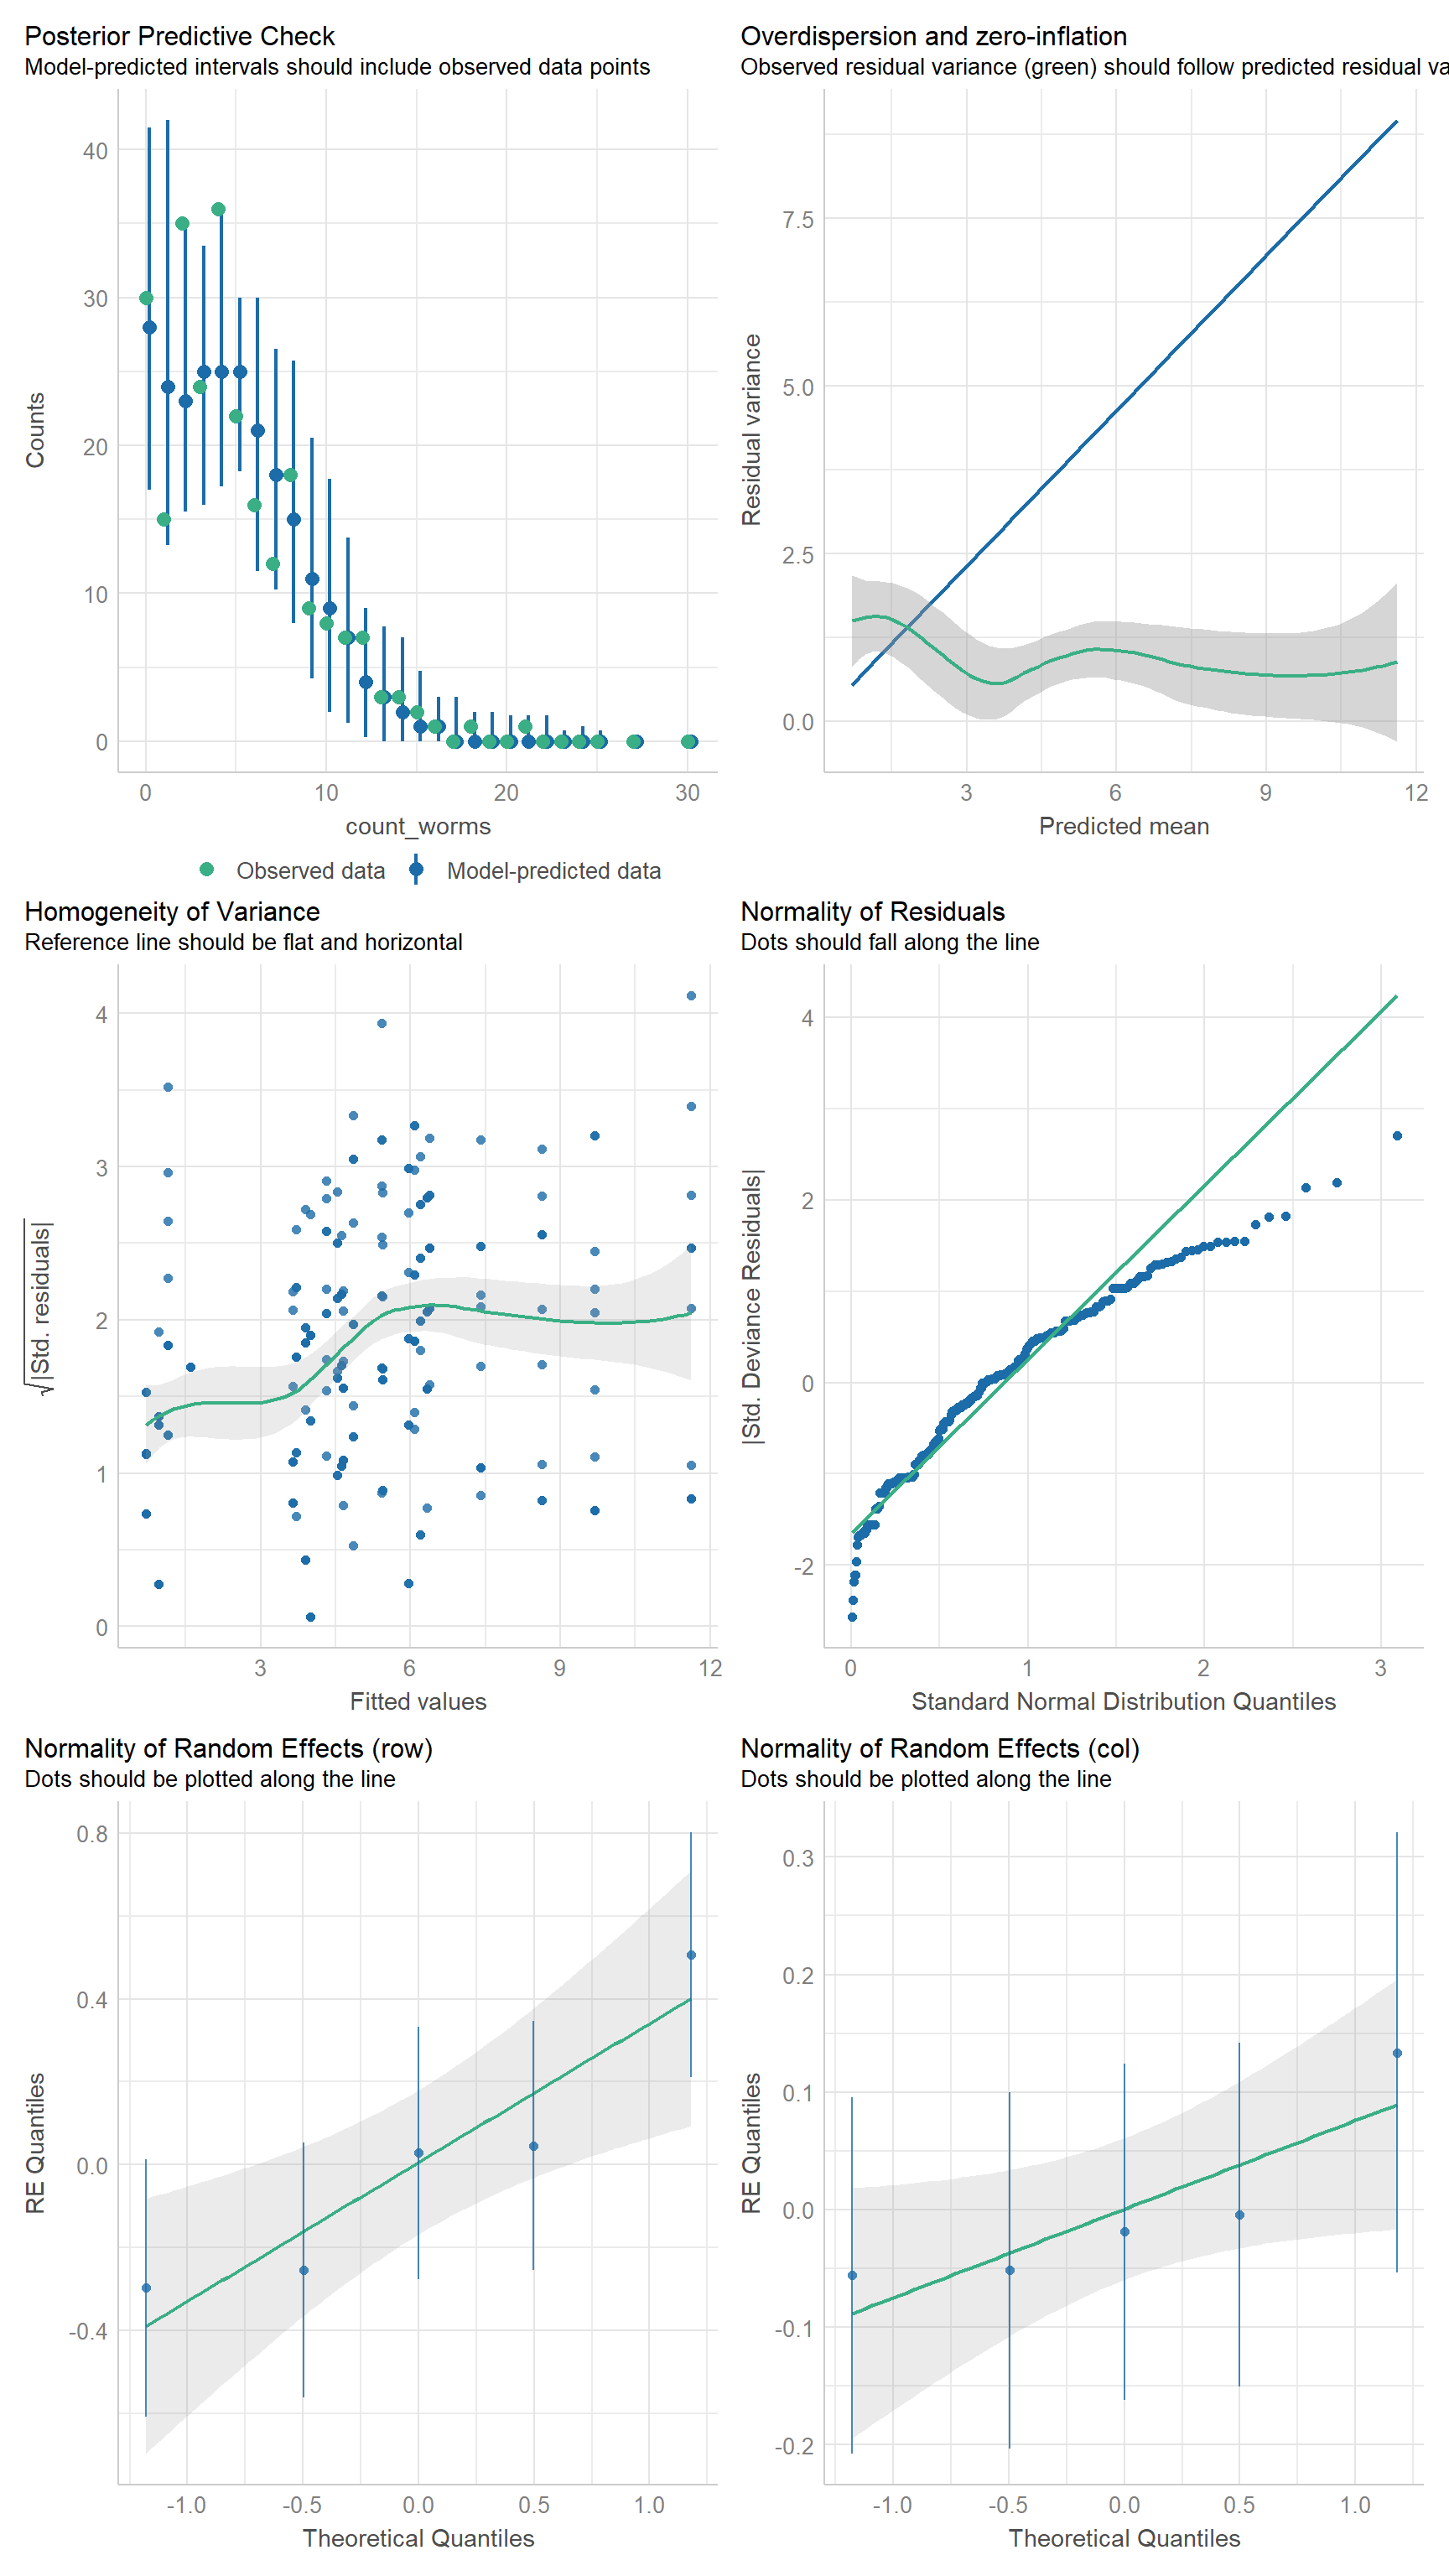 Posterior Predictive Check
Model-predicted intervals should include observed data points
40
30
20
10
0
Counts
0 10 20 30
count_worms
Observed data Model-predicted data
Overdispersion and zero-inflation
Observed residual variance (green) should follow predicted residual va
7.5
5.0
2.5
0.0
Residual variance
3 6 9 12
Predicted mean
Homogeneity of Variance
Reference line should be flat and horizontal
4
3
2
1
0
√|Std. residuals|
3 6 9 12
Fitted values
Normality of Residuals
Dots should fall along the line
4
2
0
-2
|Std. Deviance Residuals|
0 1 2 3
Standard Normal Distribution Quantiles
Normality of Random Effects (row)
Dots should be plotted along the line
0.8
0.4
0.0
-0.4
RE Quantiles
-1.0 -0.5 0.0 0.5 1.0
Theoretical Quantiles
Normality of Random Effects (col)
Dots should be plotted along the line
0.3
0.2
0.1
0.0
-0.1
-0.2
RE Quantiles
-1.0 -0.5 0.0 0.5 1.0
Theoretical Quantiles